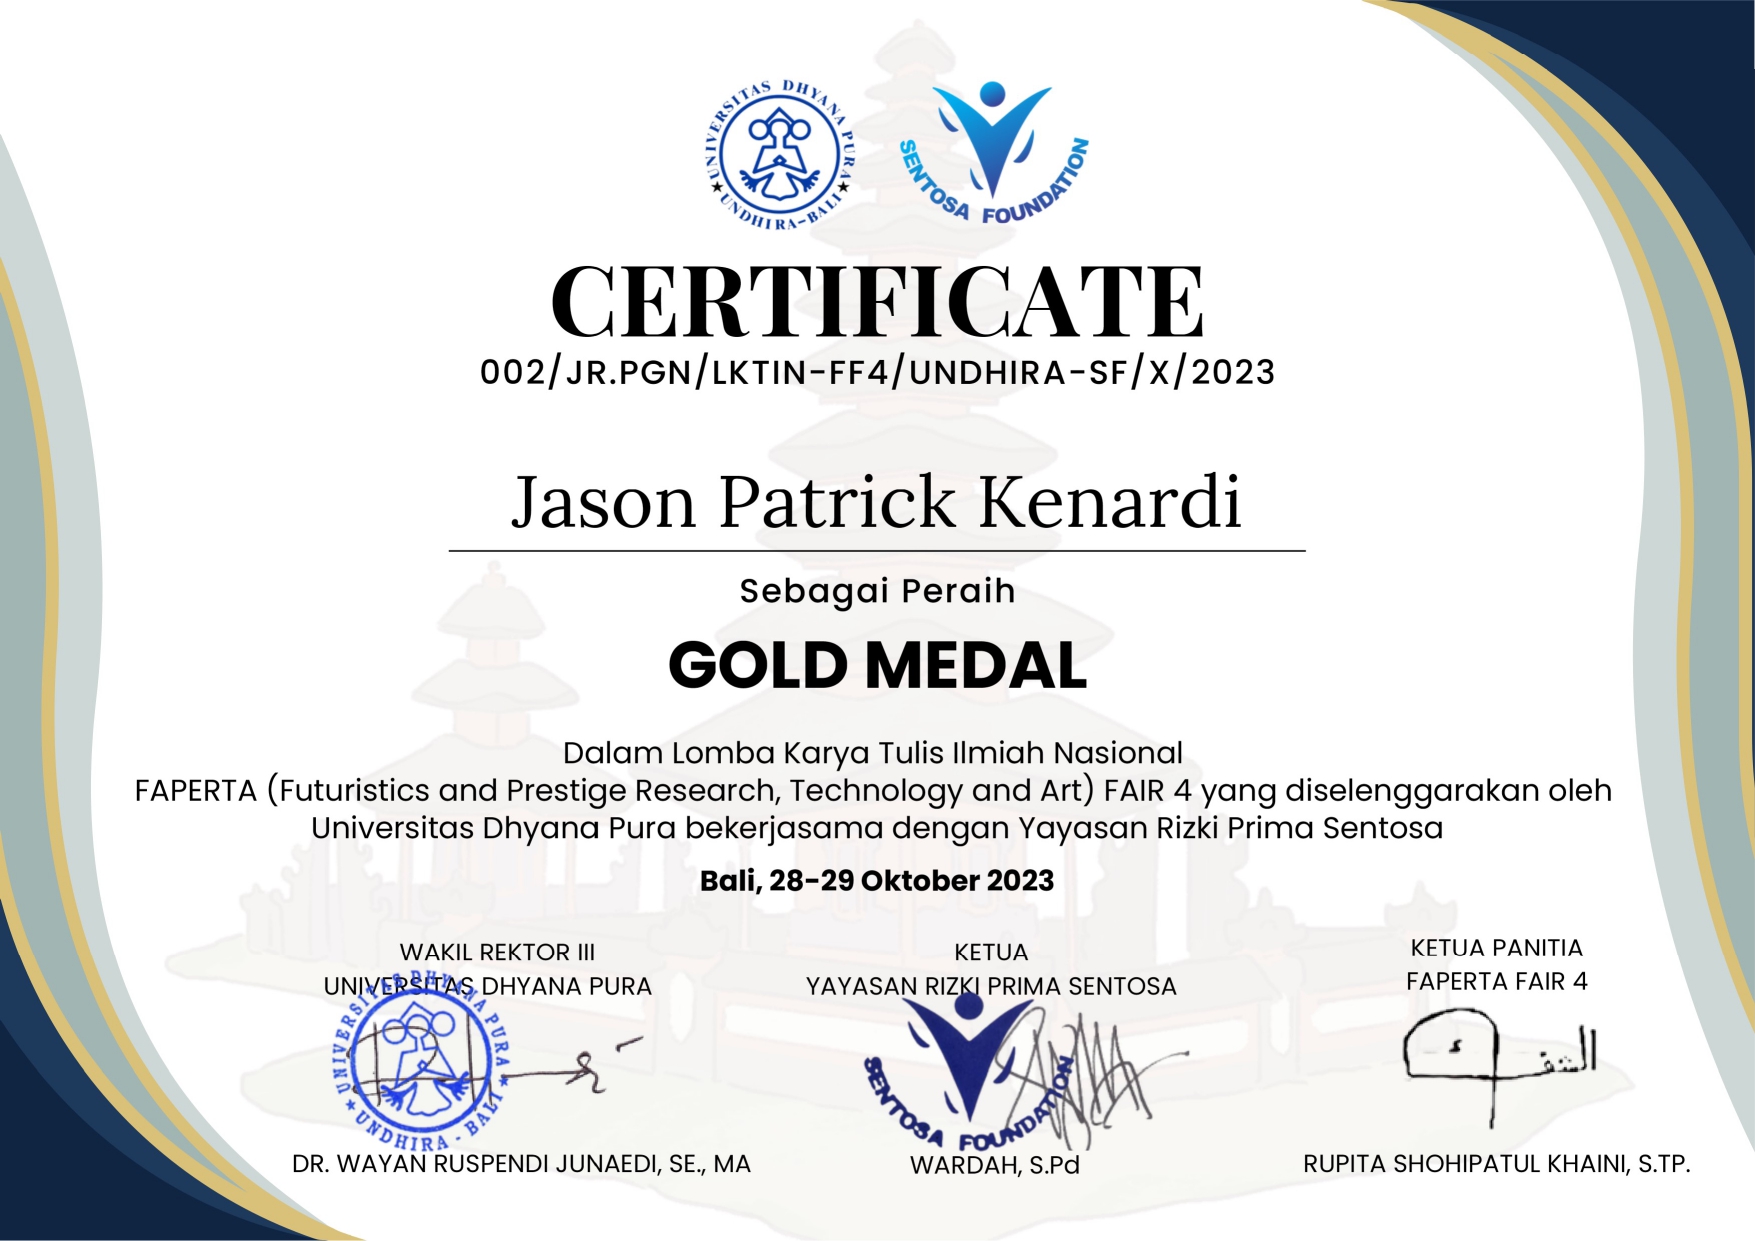 UNIVERSITAS DHYANA PURA
UNDHIRA-BALI
SENTOSA FOUNDATION
CERTIFICATE
002/JR.PGN/LKTIN-FF4/UNDHIRA-SF/X/2023
Jason Patrick Kenardi
Sebagai Peraih
GOLD MEDAL
Dalam Lomba Karya Tulis Ilmiah Nasional
FAPERTA (Futuristics and Prestige Research, Technology and Art) FAIR 4 yang diselenggarakan oleh
Universitas Dhyana Pura bekerjasama dengan Yayasan Rizki Prima Sentosa
Bali, 28-29 Oktober 2023
WAKIL REKTOR III
UNIVERSITAS DHYANA PURA
UNIVERSITAS DHYANA PURA
UNDHIRA - BALI
DR. WAYAN RUSPENDI JUNAEDI, SE., MA
KETUA
YAYASAN RIZKI PRIMA SENTOSA
SENTOSA FOUNDATION
WARDAH, S.Pd
KETUA PANITIA
FAPERTA FAIR 4
RUPITA SHOHIPATUL KHAINI, S.TP.